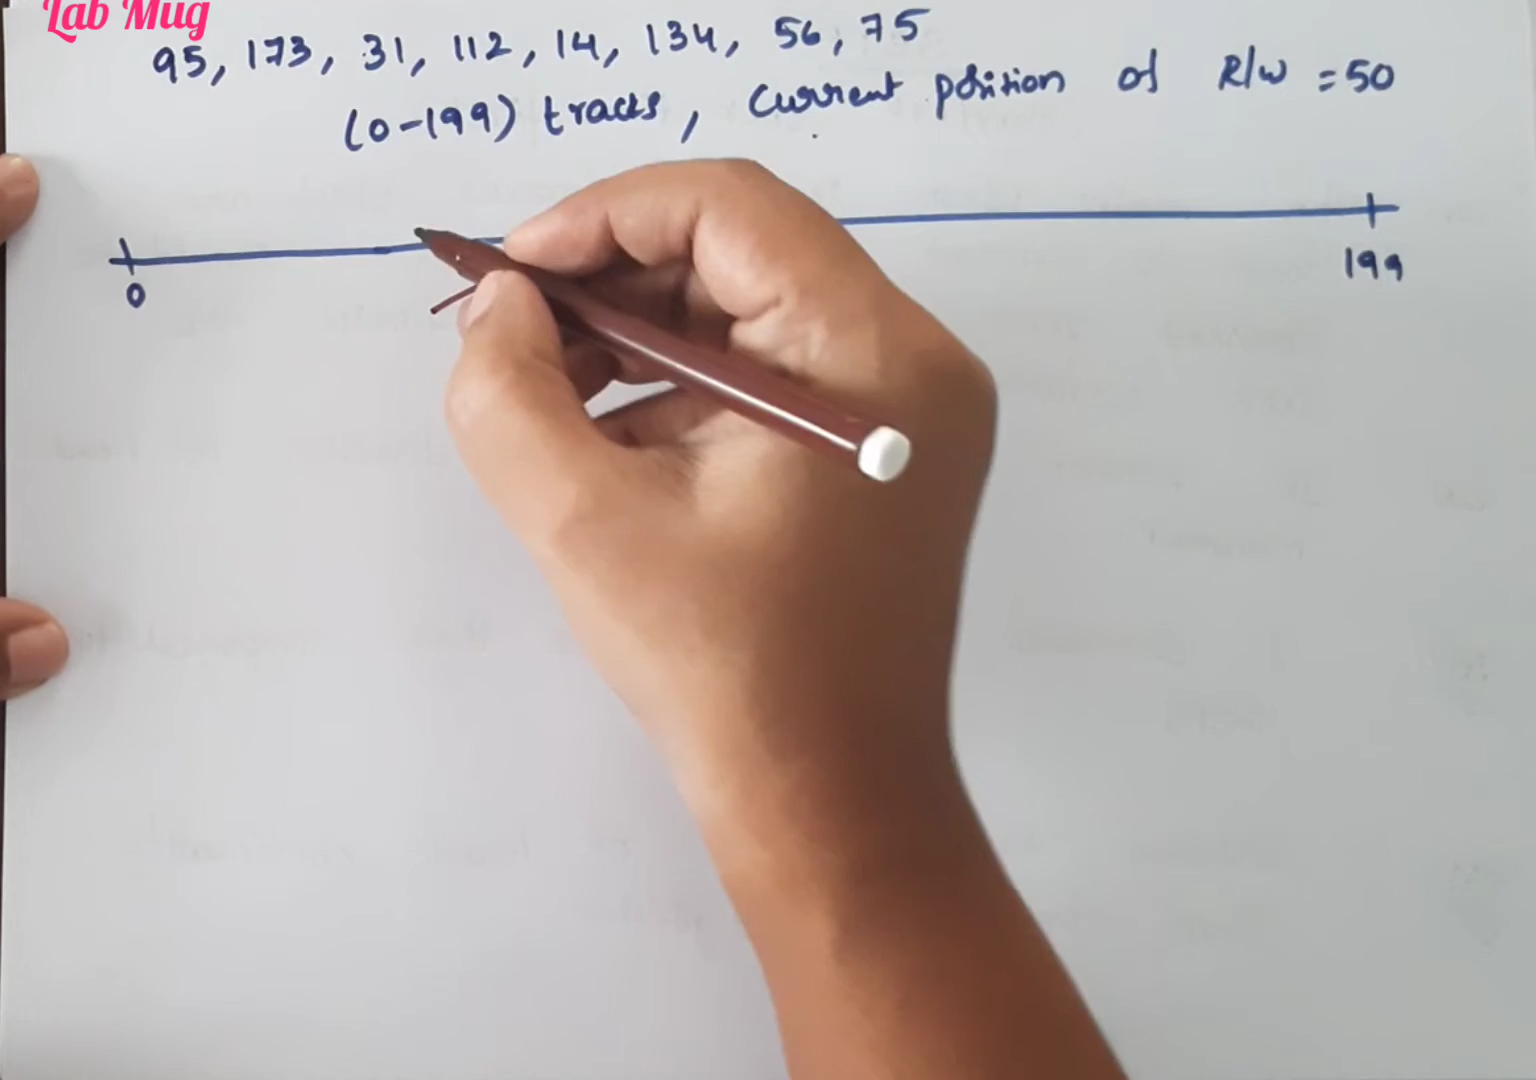 Lab Mug
95, 173, 31, 112, 14, 134, 56, 75
(0-199) tracks, Current position of R/W = 50
0
199